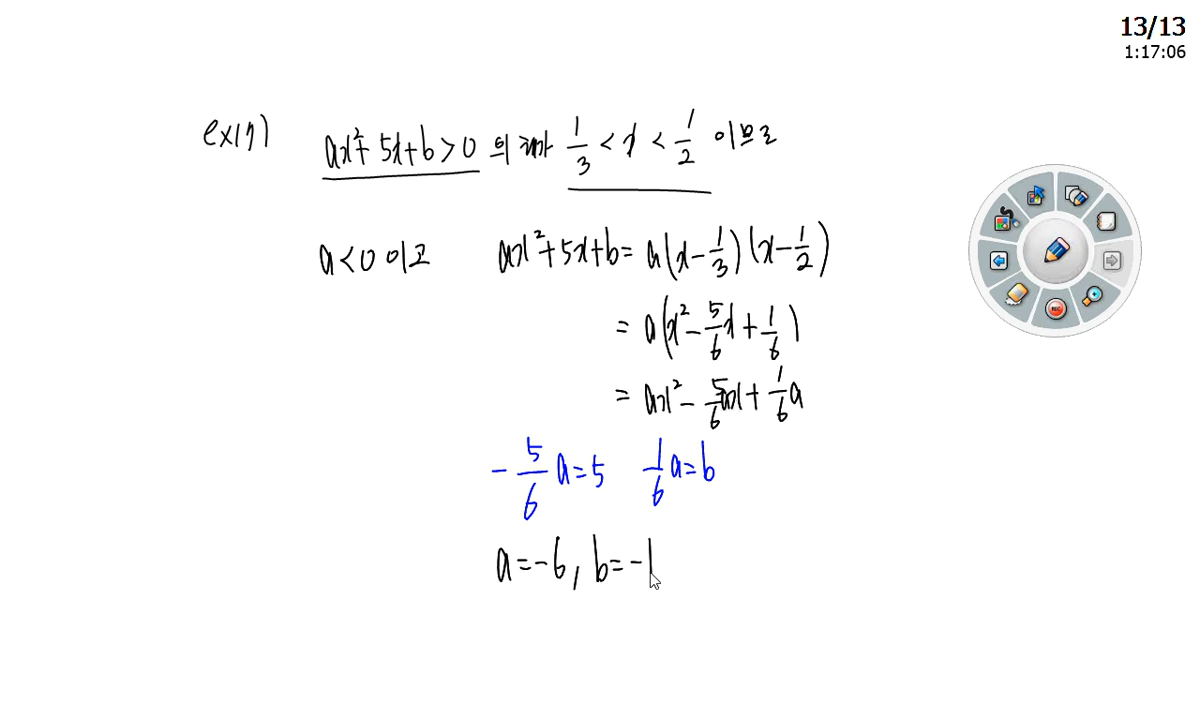 13/13
1:17:06
ex17) ax²+5x+b>0 의 해가 1/3 < x < 1/2 이므로
a<0 이고 ax²+5x+b = a(x-1/3)(x-1/2)
= a(x²-5/6x+1/6)
= ax²-5/6ax+1/6a
-5/6a=5 1/6a=b
a=-6, b=-1
REC